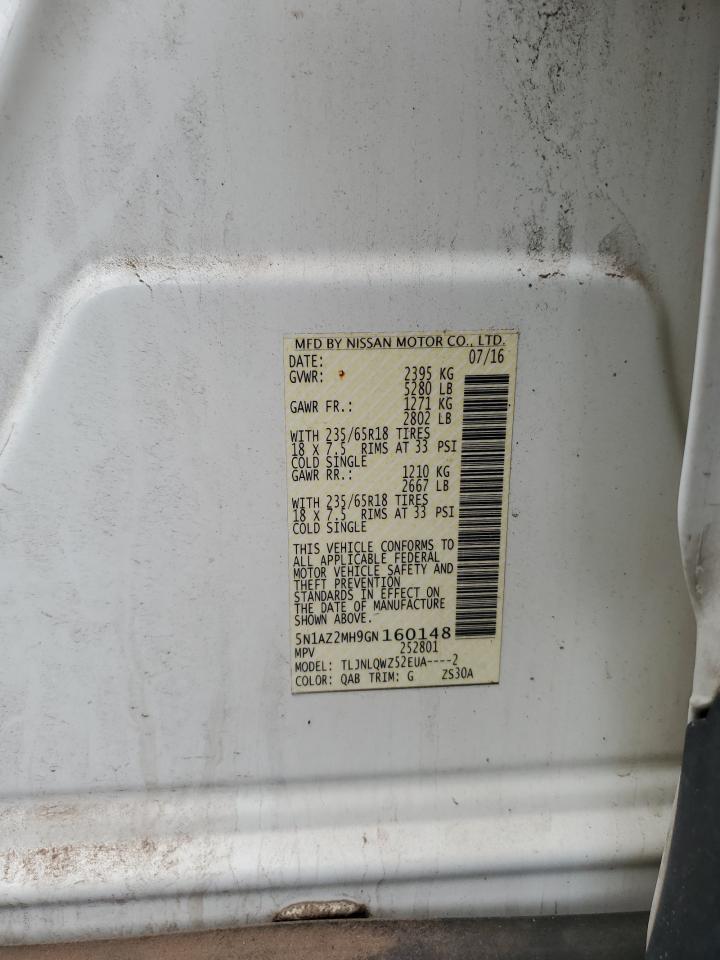 MFD BY NISSAN MOTOR CO., LTD.
DATE: 07/16
GVWR: 2395 KG
5280 LB
GAWR FR.: 1271 KG
2802 LB
WITH 235/65R18 TIRES
18 X 7.5 RIMS AT 33 PSI
COLD SINGLE
GAWR RR.: 1210 KG
2667 LB
WITH 235/65R18 TIRES
18 X 7.5 RIMS AT 33 PSI
COLD SINGLE
THIS VEHICLE CONFORMS TO
ALL APPLICABLE FEDERAL
MOTOR VEHICLE SAFETY AND
THEFT PREVENTION
STANDARDS IN EFFECT ON
THE DATE OF MANUFACTURE
SHOWN ABOVE.
5N1AZ2MH9GN160148
MPV 252801
MODEL: TLJNLQWZ52EUA----2
COLOR: QAB TRIM: G ZS30A